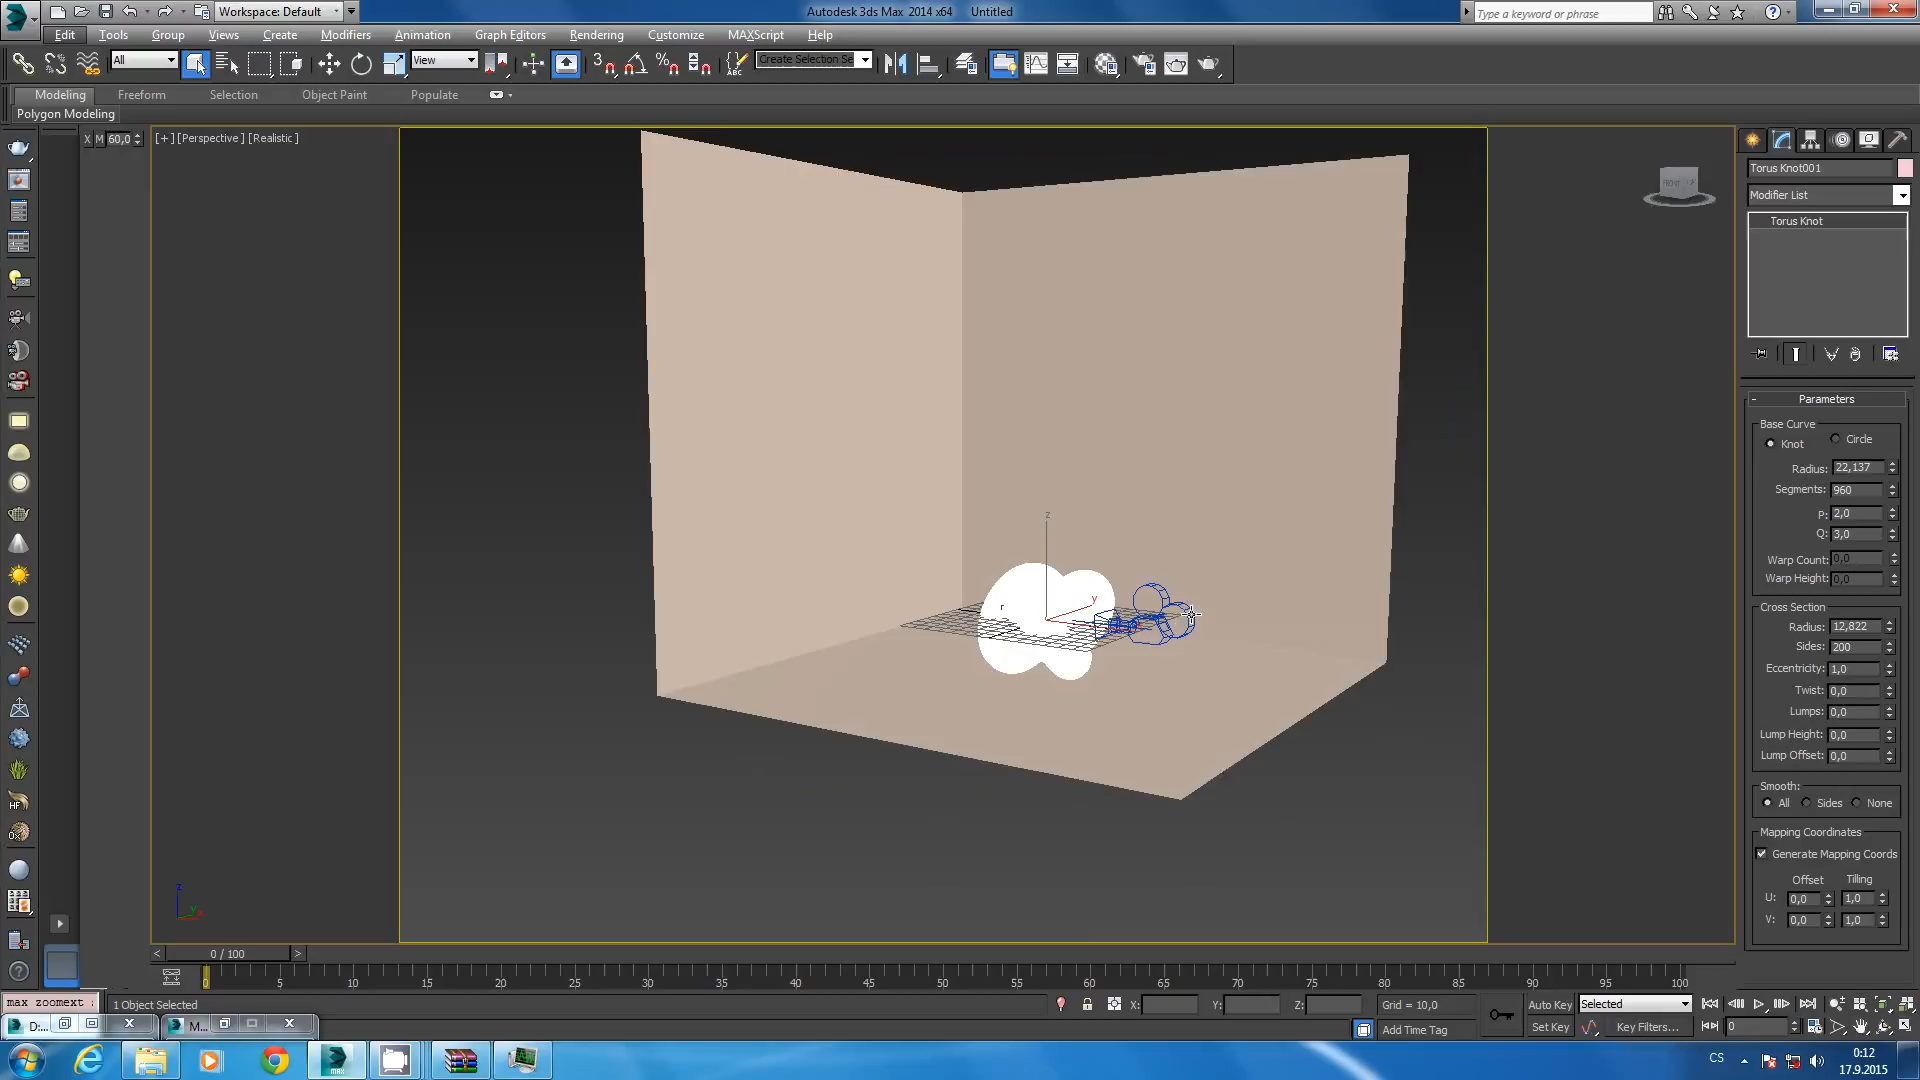 Workspace: Default
Autodesk 3ds Max 2014 x64 Untitled
Type a keyword or phrase
Edit Tools Group Views Create Modifiers Animation Graph Editors Rendering Customize MAXScript Help
All
View
3
Create Selection Se
Modeling Freeform Selection Object Paint Populate
Polygon Modeling
X M 60,0
[+] [Perspective] [Realistic]
Torus Knot001
Modifier List
Torus Knot
Parameters
Base Curve
Knot Circle
Radius: 22,137
Segments: 960
P: 2,0
Q: 3,0
Warp Count: 0,0
Warp Height: 0,0
Cross Section
Radius: 12,822
Sides: 200
Eccentricity: 1,0
Twist: 0,0
Lumps: 0,0
Lump Height: 0,0
Lump Offset: 0,0
Smooth:
All Sides None
Mapping Coordinates
Generate Mapping Coords
Offset Tiling
U: 0,0 1,0
V: 0,0 1,0
z
y
z
y x
HF
< 0 / 100 >
0 5 10 15 20 25 30 35 40 45 50 55 60 65 70 75 80 85 90 95 100
max zoomext
1 Object Selected
X: Y: Z: Grid = 10,0
Auto Key Selected
D:... M...
Add Time Tag
Set Key Key Filters... 0
CS
0:12
17.9.2015